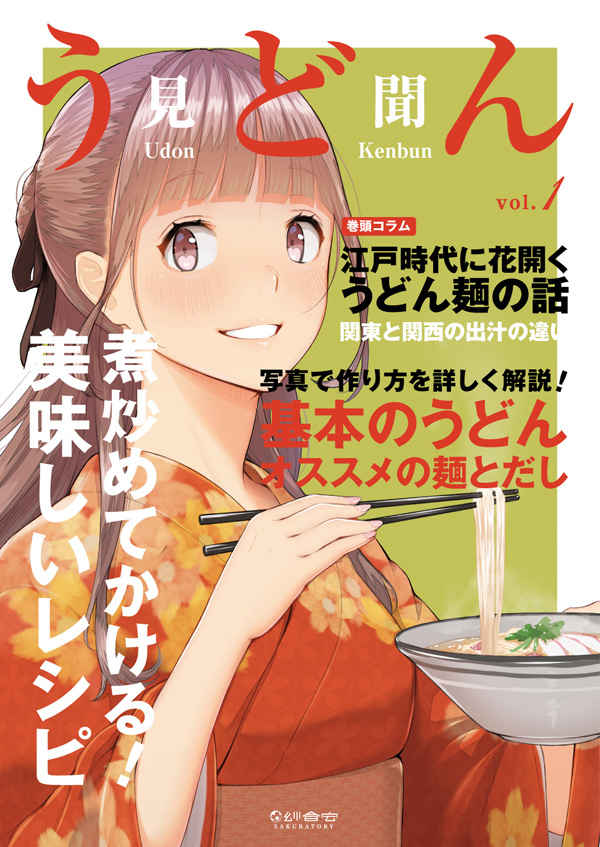 うどん
見聞
Udon Kenbun
vol. 1
巻頭コラム
江戸時代に花開く
うどん麺の話
関東と関西の出汁の違い
写真で作り方を詳しく解説!
基本のうどん
オススメの麺とだし
煮炒めてかける!
美味しいレシピ
SAKURATORY